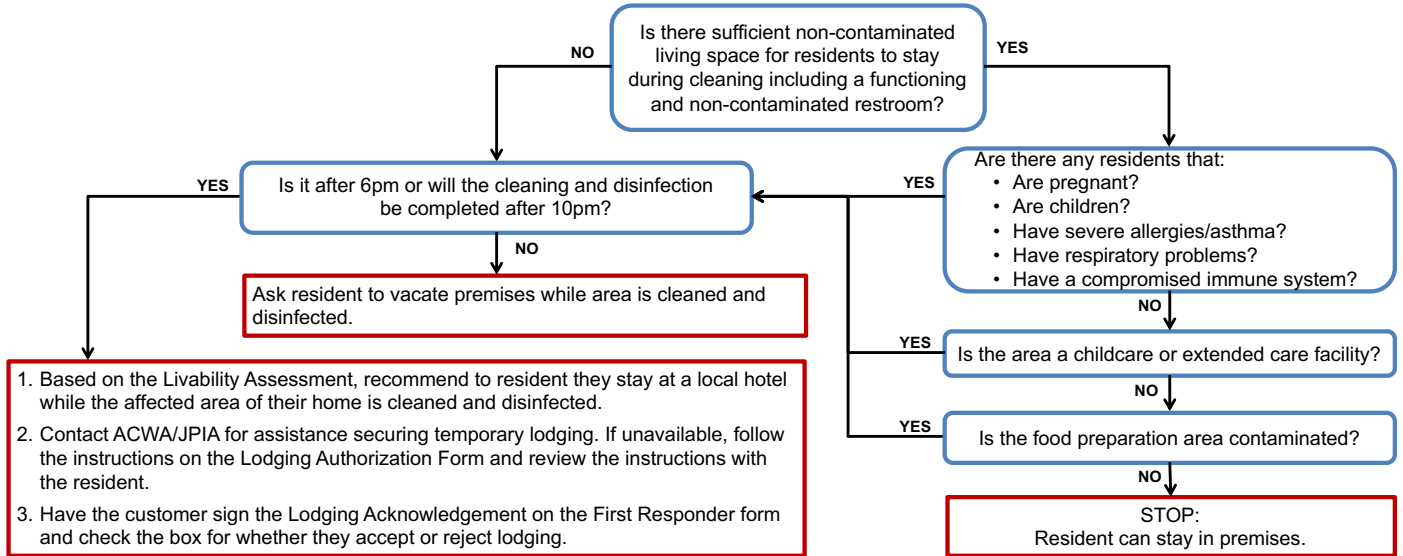 Is there sufficient non-contaminated
living space for residents to stay
during cleaning including a functioning
and non-contaminated restroom?
NO
YES
Is it after 6pm or will the cleaning and disinfection
be completed after 10pm?
YES
NO
Are there any residents that:
• Are pregnant?
• Are children?
• Have severe allergies/asthma?
• Have respiratory problems?
• Have a compromised immune system?
YES
NO
Ask resident to vacate premises while area is cleaned and
disinfected.
Is the area a childcare or extended care facility?
YES
NO
Is the food preparation area contaminated?
YES
NO
1. Based on the Livability Assessment, recommend to resident they stay at a local hotel
while the affected area of their home is cleaned and disinfected.
2. Contact ACWA/JPIA for assistance securing temporary lodging. If unavailable, follow
the instructions on the Lodging Authorization Form and review the instructions with
the resident.
3. Have the customer sign the Lodging Acknowledgement on the First Responder form
and check the box for whether they accept or reject lodging.
STOP:
Resident can stay in premises.